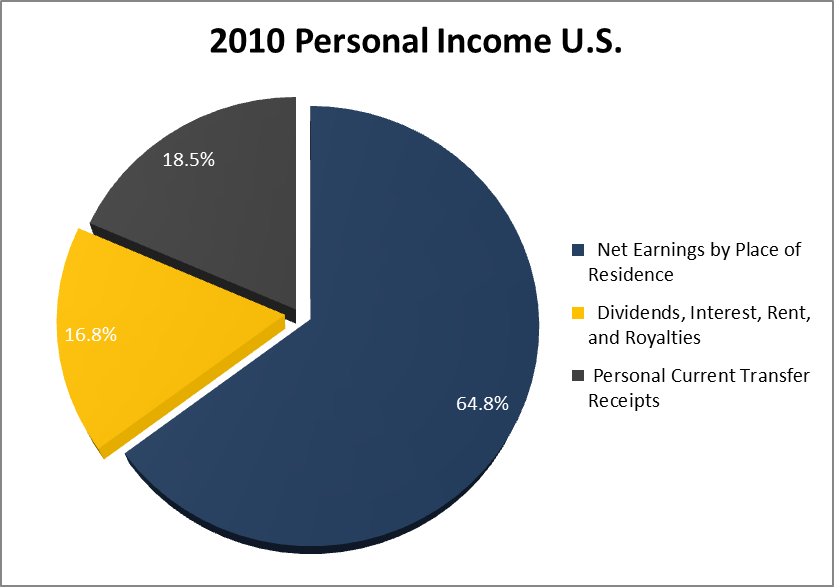 2010 Personal Income U.S.
18.5%
16.8%
64.8%
Net Earnings by Place of
Residence
Dividends, Interest, Rent,
and Royalties
Personal Current Transfer
Receipts